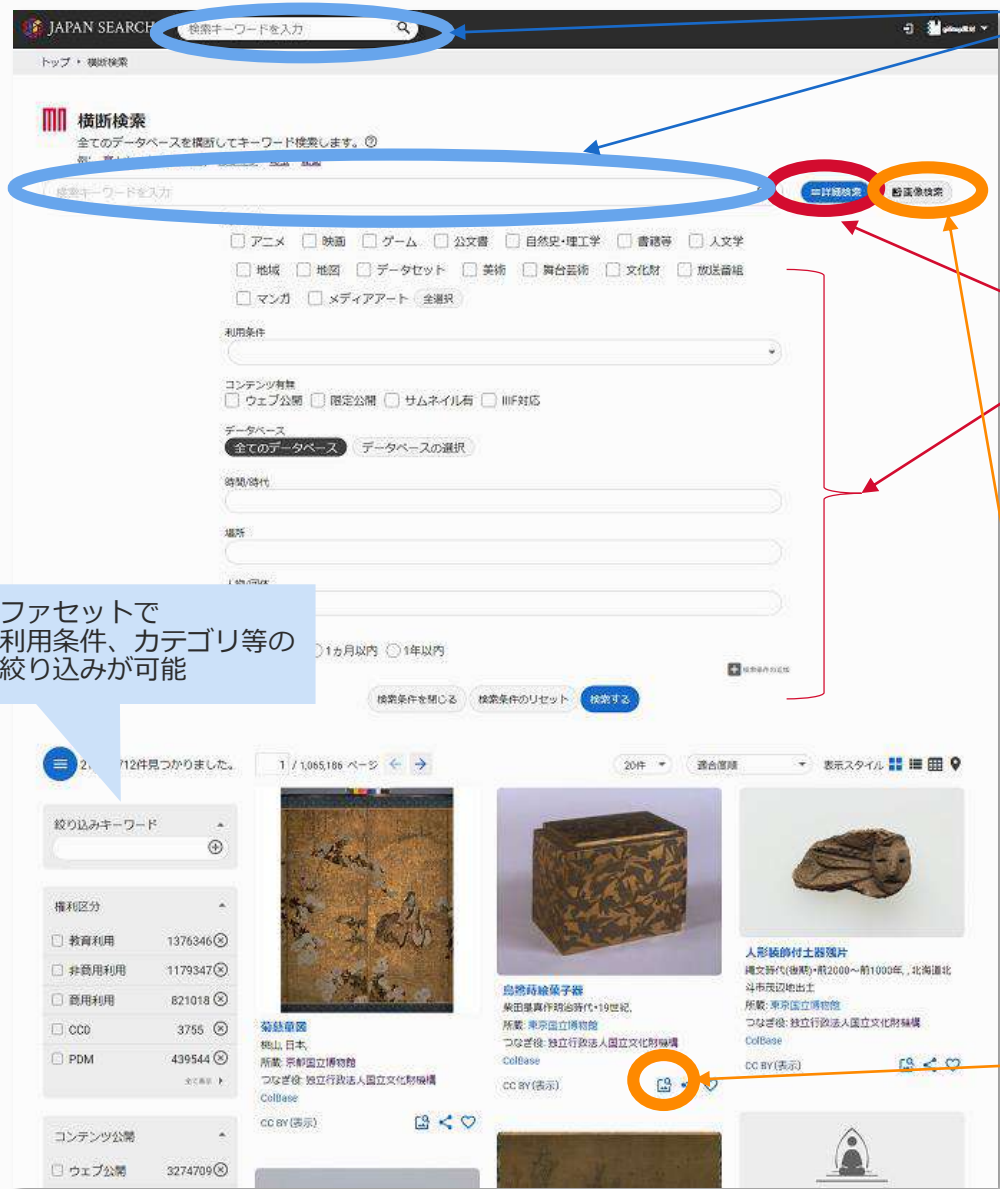 JAPAN SEARCH
検索キーワードを入力
トップ ・ 横断検索
横断検索
全てのデータベースを横断してキーワード検索します。
検索キーワードを入力
詳細検索
画像検索
アニメ 映画 ゲーム 公文書 自然史・理工学 書籍等 人文学
地域 地図 データセット 美術 舞台芸術 文化財 放送番組
マンガ メディアアート 全選択
利用条件
コンテンツ有無
ウェブ公開 限定公開 サムネイル有 IIIF対応
データベース
全てのデータベース データベースの選択
時間/時代
場所
人物/団体
ファセットで
利用条件、カテゴリ等の
絞り込みが可能
1ヵ月以内 1年以内
検索条件の追加
検索条件を閉じる 検索条件のリセット 検索する
712件見つかりました。
1 / 1,065,186 ページ
20件 適合度順 表示スタイル
絞り込みキーワード
権利区分
教育利用 1376346
非商用利用 1179347
商用利用 821018
CC0 3755
PDM 439544
全て表示
コンテンツ公開
ウェブ公開 3274709
菊慈童図
桃山, 日本,
所蔵: 京都国立博物館
つなぎ役: 独立行政法人国立文化財機構
ColBase
CC BY (表示)
烏鷺蒔絵菓子器
柴田是真作明治時代・19世紀,
所蔵: 東京国立博物館
つなぎ役: 独立行政法人国立文化財機構
ColBase
CC BY (表示)
人形装飾付土器残片
縄文時代(後期)・前2000～前1000年, , 北海道北
斗市茂辺地出土
所蔵: 東京国立博物館
つなぎ役: 独立行政法人国立文化財機構
ColBase
CC BY (表示)